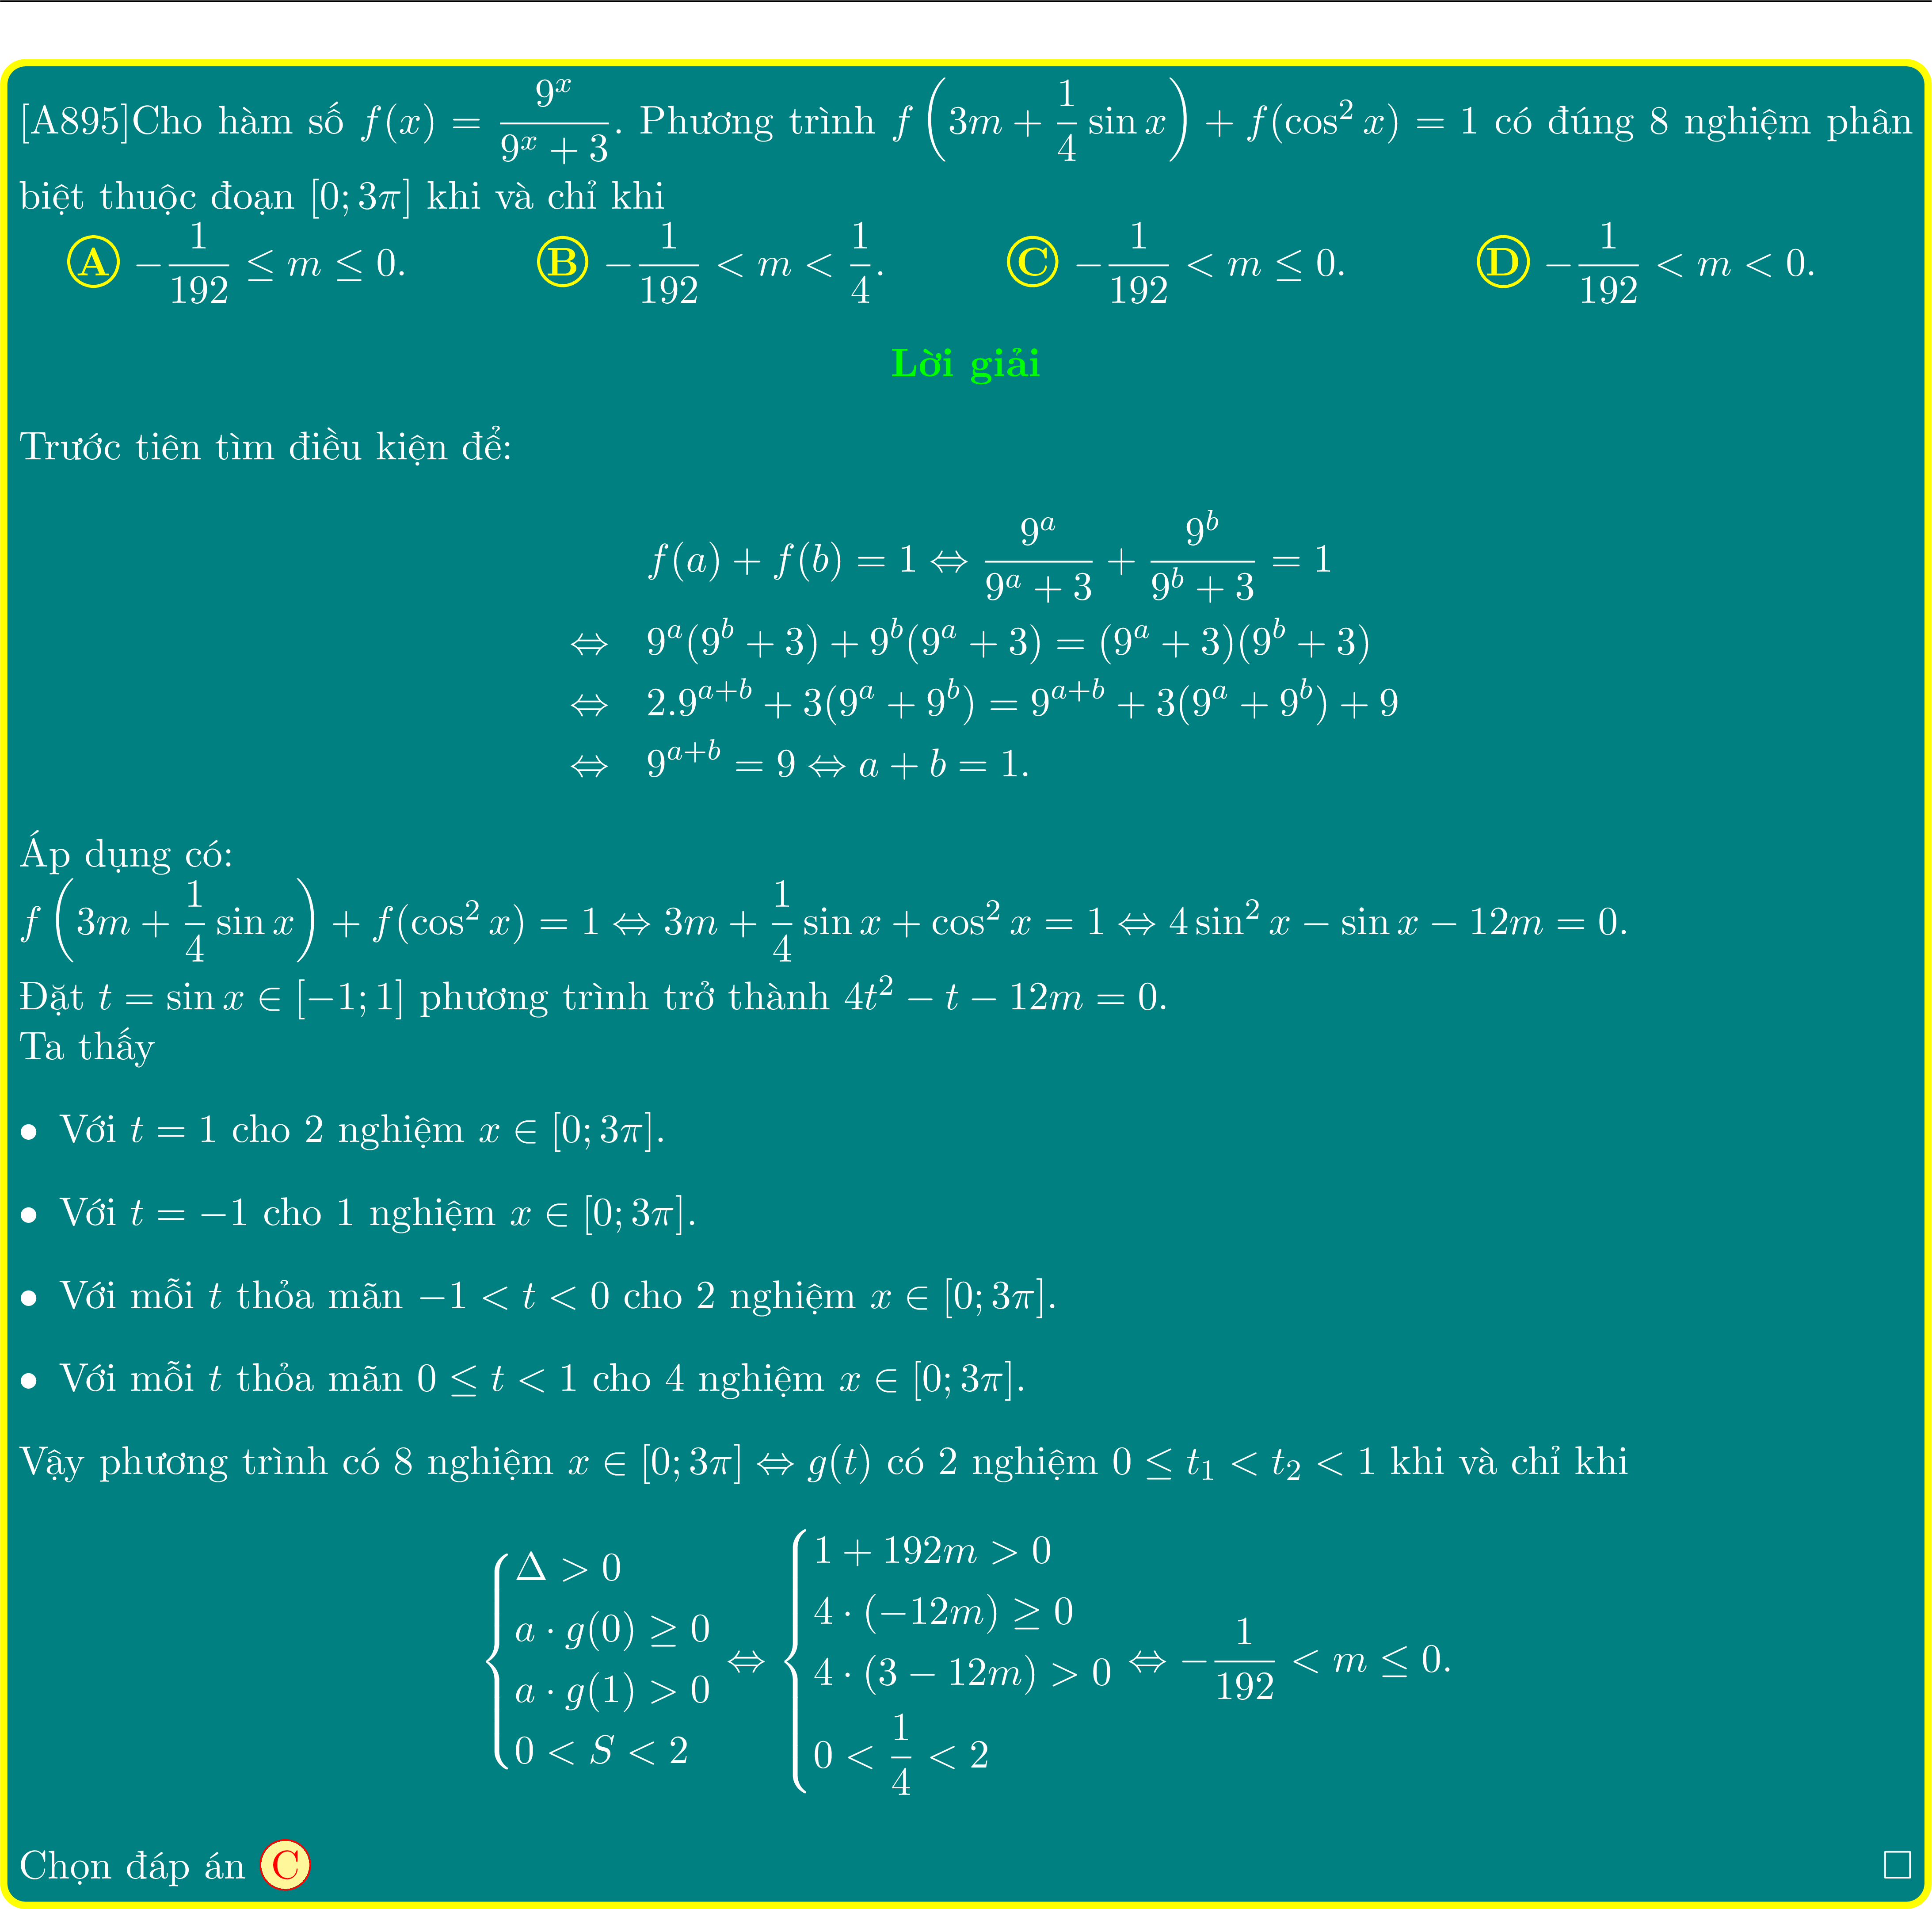 [A895]Cho hàm số $f(x) = \dfrac{9^x}{9^x + 3}$. Phương trình $f\left(3m + \dfrac{1}{4}\sin x\right) + f(\cos^2 x) = 1$ có đúng 8 nghiệm phân
biệt thuộc đoạn $[0; 3\pi]$ khi và chỉ khi
A $-\dfrac{1}{192} \leq m \leq 0$. B $-\dfrac{1}{192} < m < \dfrac{1}{4}$. C $-\dfrac{1}{192} < m \leq 0$. D $-\dfrac{1}{192} < m < 0$.
Lời giải
Trước tiên tìm điều kiện để:
$f(a) + f(b) = 1 \Leftrightarrow \dfrac{9^a}{9^a + 3} + \dfrac{9^b}{9^b + 3} = 1$
$\Leftrightarrow 9^a(9^b + 3) + 9^b(9^a + 3) = (9^a + 3)(9^b + 3)$
$\Leftrightarrow 2.9^{a+b} + 3(9^a + 9^b) = 9^{a+b} + 3(9^a + 9^b) + 9$
$\Leftrightarrow 9^{a+b} = 9 \Leftrightarrow a + b = 1.$
Áp dụng có:
$f\left(3m + \dfrac{1}{4}\sin x\right) + f(\cos^2 x) = 1 \Leftrightarrow 3m + \dfrac{1}{4}\sin x + \cos^2 x = 1 \Leftrightarrow 4\sin^2 x - \sin x - 12m = 0.$
Đặt $t = \sin x \in [-1; 1]$ phương trình trở thành $4t^2 - t - 12m = 0$.
Ta thấy
• Với $t = 1$ cho 2 nghiệm $x \in [0; 3\pi]$.
• Với $t = -1$ cho 1 nghiệm $x \in [0; 3\pi]$.
• Với mỗi $t$ thỏa mãn $-1 < t < 0$ cho 2 nghiệm $x \in [0; 3\pi]$.
• Với mỗi $t$ thỏa mãn $0 \leq t < 1$ cho 4 nghiệm $x \in [0; 3\pi]$.
Vậy phương trình có 8 nghiệm $x \in [0; 3\pi] \Leftrightarrow g(t)$ có 2 nghiệm $0 \leq t_1 < t_2 < 1$ khi và chỉ khi
$\begin{cases} \Delta > 0 \\ a \cdot g(0) \geq 0 \\ a \cdot g(1) > 0 \\ 0 < S < 2 \end{cases} \Leftrightarrow \begin{cases} 1 + 192m > 0 \\ 4 \cdot (-12m) \geq 0 \\ 4 \cdot (3 - 12m) > 0 \\ 0 < \dfrac{1}{4} < 2 \end{cases} \Leftrightarrow -\dfrac{1}{192} < m \leq 0.$
Chọn đáp án C □